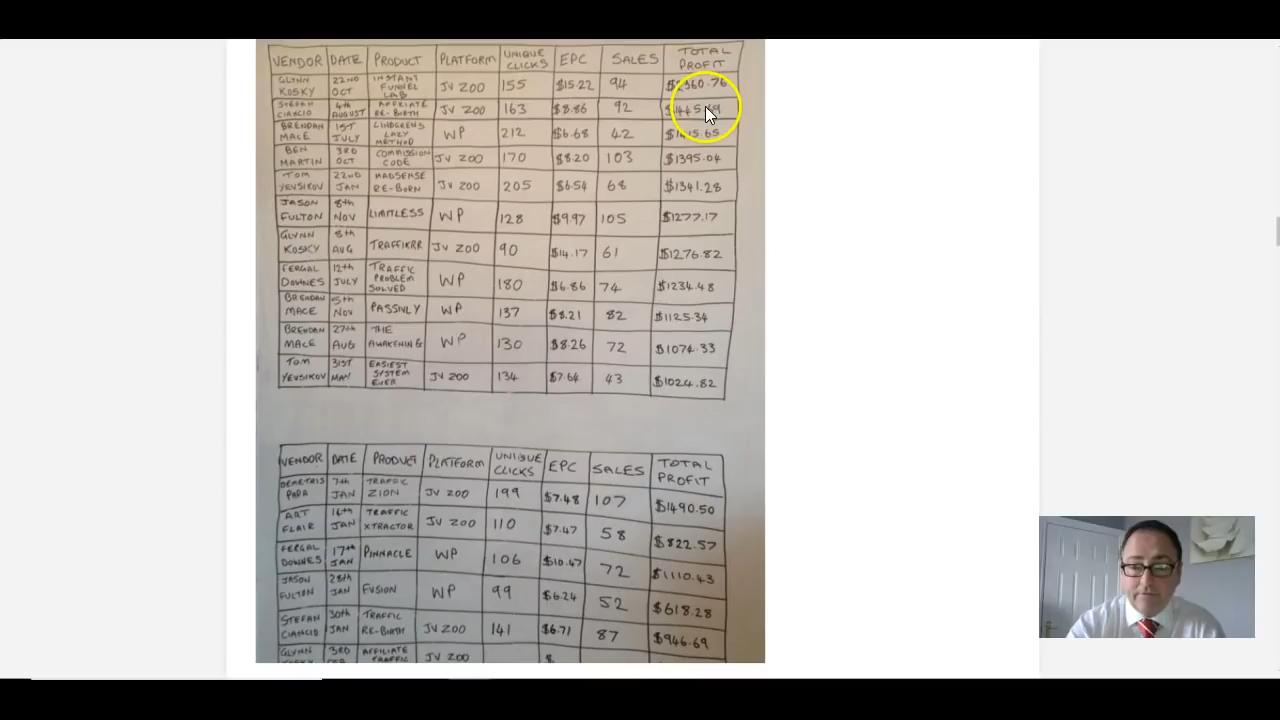 VENDOR DATE PRODUCT PLATFORM UNIQUE CLICKS EPC SALES TOTAL PROFIT
GLYNN KOSKY 22ND OCT INSTANT FUNNEL LAB JV ZOO 155 $15.22 94 $2360.76
STEFAN CIANCIO 4th AUGUST AFFILIATE RE-BIRTH JV ZOO 163 $8.86 92
BRENDAN MACE 1ST JULY LINDGRENS LAZY METHOD WP 212 $6.68 42 $1415.65
BEN MARTIN 3RD OCT COMMISSION CODE JV ZOO 170 $8.20 103 $1395.04
TOM YEVSIKOV 22ND JAN MADSENSE RE-BORN JV ZOO 205 $6.54 68 $1341.28
JASON FULTON 8th NOV LIMITLESS WP 128 $9.97 105 $1277.17
GLYNN KOSKY 8th AUG TRAFFIKRR JV ZOO 90 $14.17 61 $1276.82
FERGAL DOWNES 12th JULY TRAFFIC PROBLEM SOLVED WP 180 $6.86 74 $1234.48
BRENDAN MACE 5th NOV PASSIVLY WP 137 $8.21 82 $1125.34
BRENDAN MACE 27th AUG THE AWAKENING WP 130 $8.26 72 $1074.33
TOM YEVSIKOV 31ST MAY EASIEST SYSTEM EVER JV ZOO 134 $7.64 43 $1024.82
VENDOR DATE PRODUCT PLATFORM UNIQUE CLICKS EPC SALES TOTAL PROFIT
DEMETRIS PAPA 7th JAN TRAFFIC ZION JV ZOO 199 $7.48 107 $1490.50
ART FLAIR 16th JAN TRAFFIC XTRACTOR JV ZOO 110 $7.47 58 $822.57
FERGAL DOWNES 17th JAN PINNACLE WP 106 $10.47 72 $1110.43
JASON FULTON 28th JAN FUSION WP 99 $6.24 52 $618.28
STEFAN CIANCIO 30th JAN TRAFFIC RE-BIRTH JV ZOO 141 $6.71 87 $946.69
GLYNN 3RD AFFILIATE JV ZOO $